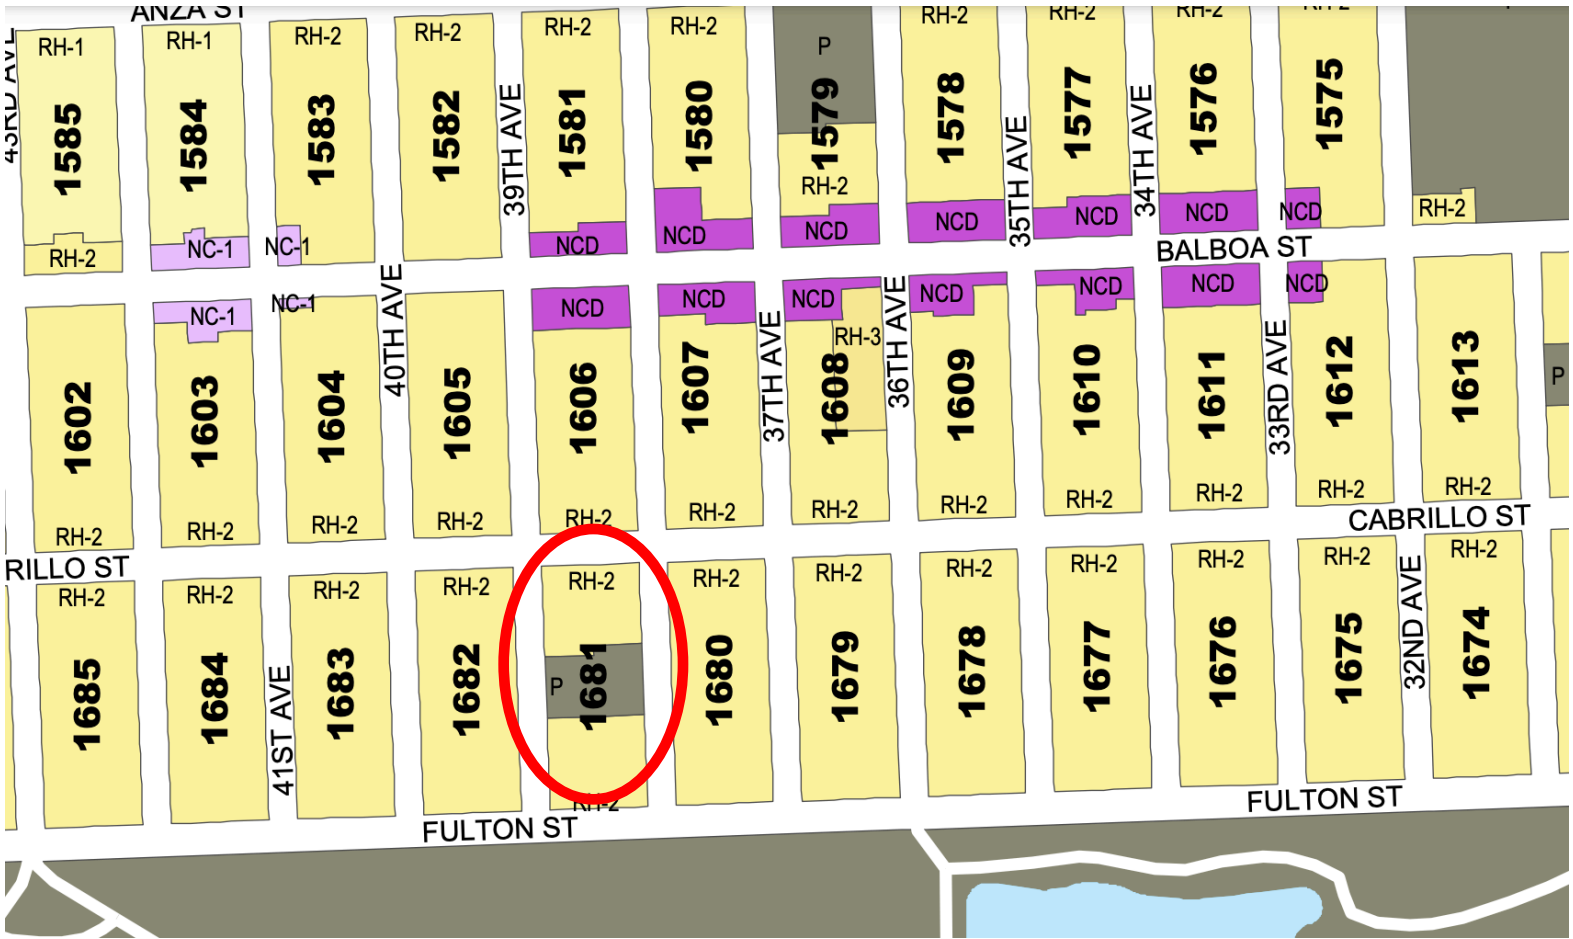 ANZA ST
43RD AVE
RH-1
1585
RH-2
RH-1
1584
NC-1
RH-2
1583
NC-1
RH-2
1582
39TH AVE
RH-2
1581
NCD
RH-2
1580
NCD
P
1579
RH-2
NCD
RH-2
1578
NCD
35TH AVE
RH-2
1577
NCD
34TH AVE
RH-2
1576
NCD
RH-2
1575
NCD
RH-2
BALBOA ST
1602
RH-2
NC-1
1603
RH-2
NC-1
1604
RH-2
40TH AVE
1605
RH-2
NCD
1606
RH-2
NCD
1607
RH-2
37TH AVE
NCD
RH-3
1608
RH-2
36TH AVE
NCD
1609
RH-2
NCD
1610
RH-2
NCD
1611
RH-2
33RD AVE
NCD
1612
RH-2
1613
RH-2
P
RILLO ST
CABRILLO ST
RH-2
1685
RH-2
1684
41ST AVE
RH-2
1683
RH-2
1682
RH-2
P
1681
RH-2
RH-2
1680
RH-2
1679
RH-2
1678
RH-2
1677
RH-2
1676
RH-2
1675
32ND AVE
RH-2
1674
FULTON ST
FULTON ST